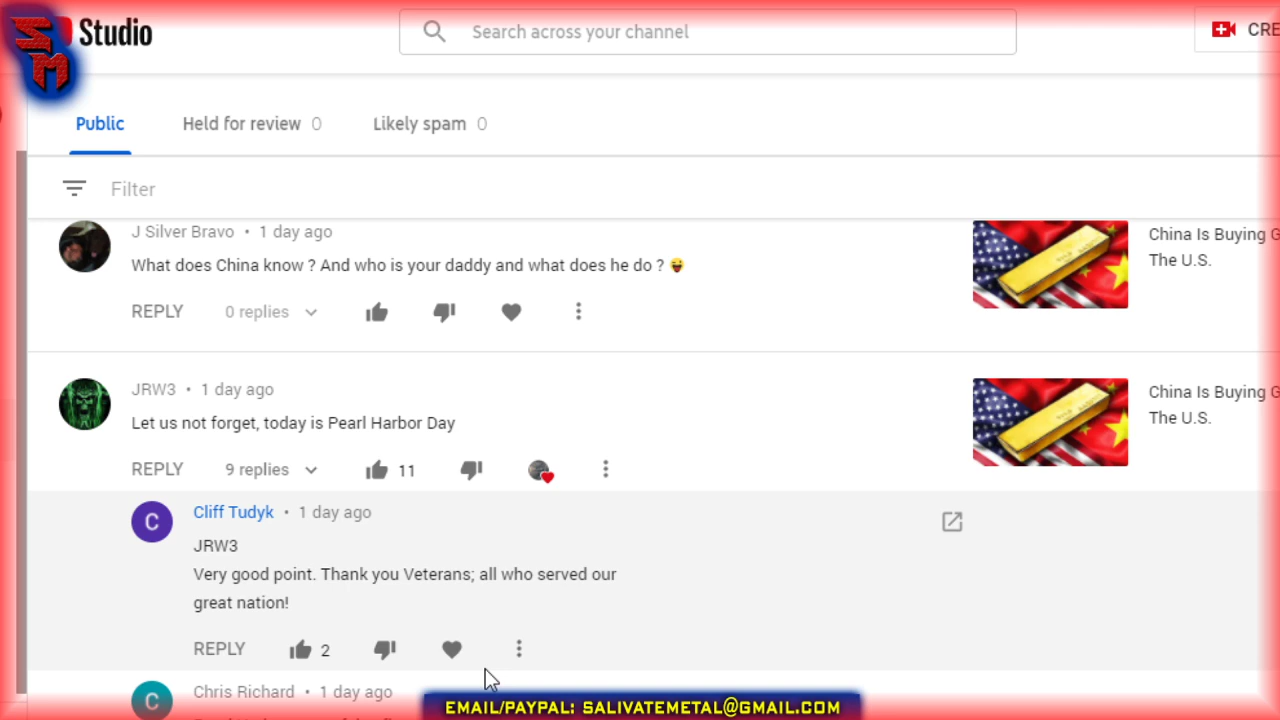 SM
Studio
Search across your channel
CRE
Public
Held for review 0
Likely spam 0
Filter
J Silver Bravo • 1 day ago
What does China know ? And who is your daddy and what does he do ? 😜
China Is Buying G
The U.S.
REPLY
0 replies
JRW3 • 1 day ago
Let us not forget, today is Pearl Harbor Day
China Is Buying G
The U.S.
REPLY
9 replies
11
C
Cliff Tudyk • 1 day ago
JRW3
Very good point. Thank you Veterans; all who served our
great nation!
REPLY
2
C
Chris Richard • 1 day ago
EMAIL/PAYPAL: SALIVATEMETAL@GMAIL.COM